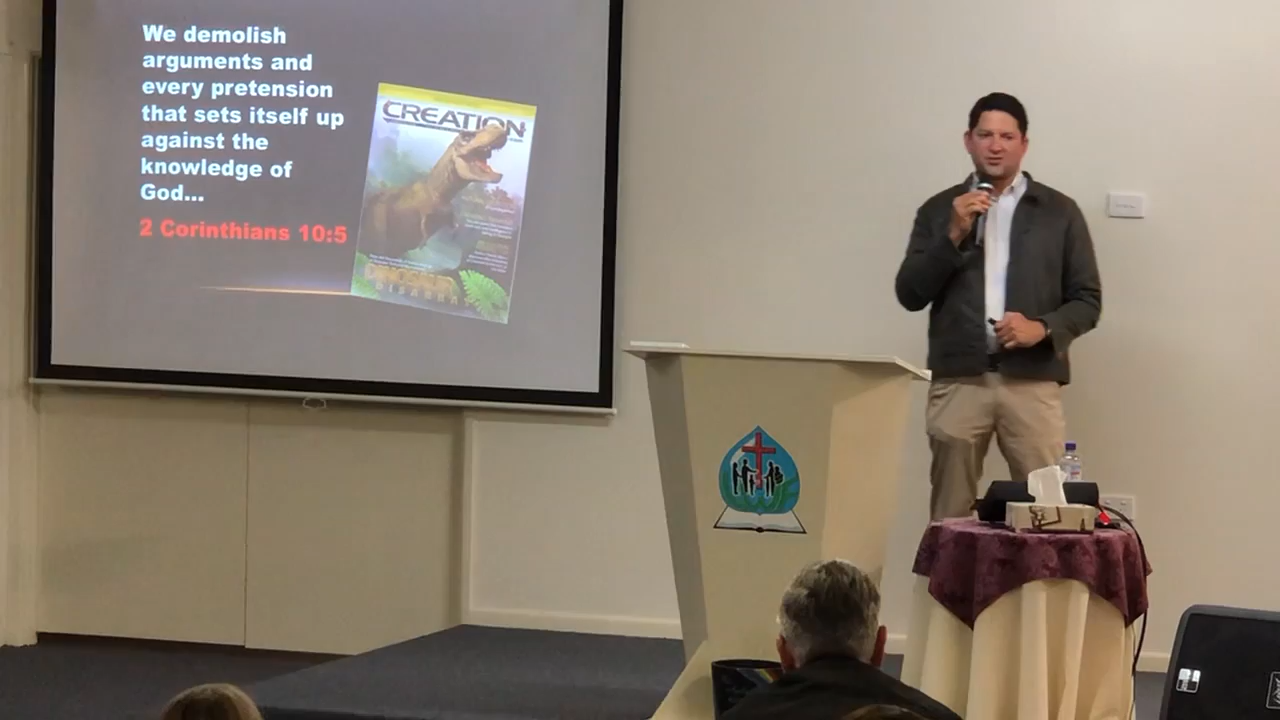 We demolish
arguments and
every pretension
that sets itself up
against the
knowledge of
God...
2 Corinthians 10:5
CREATION
DINOSAUR